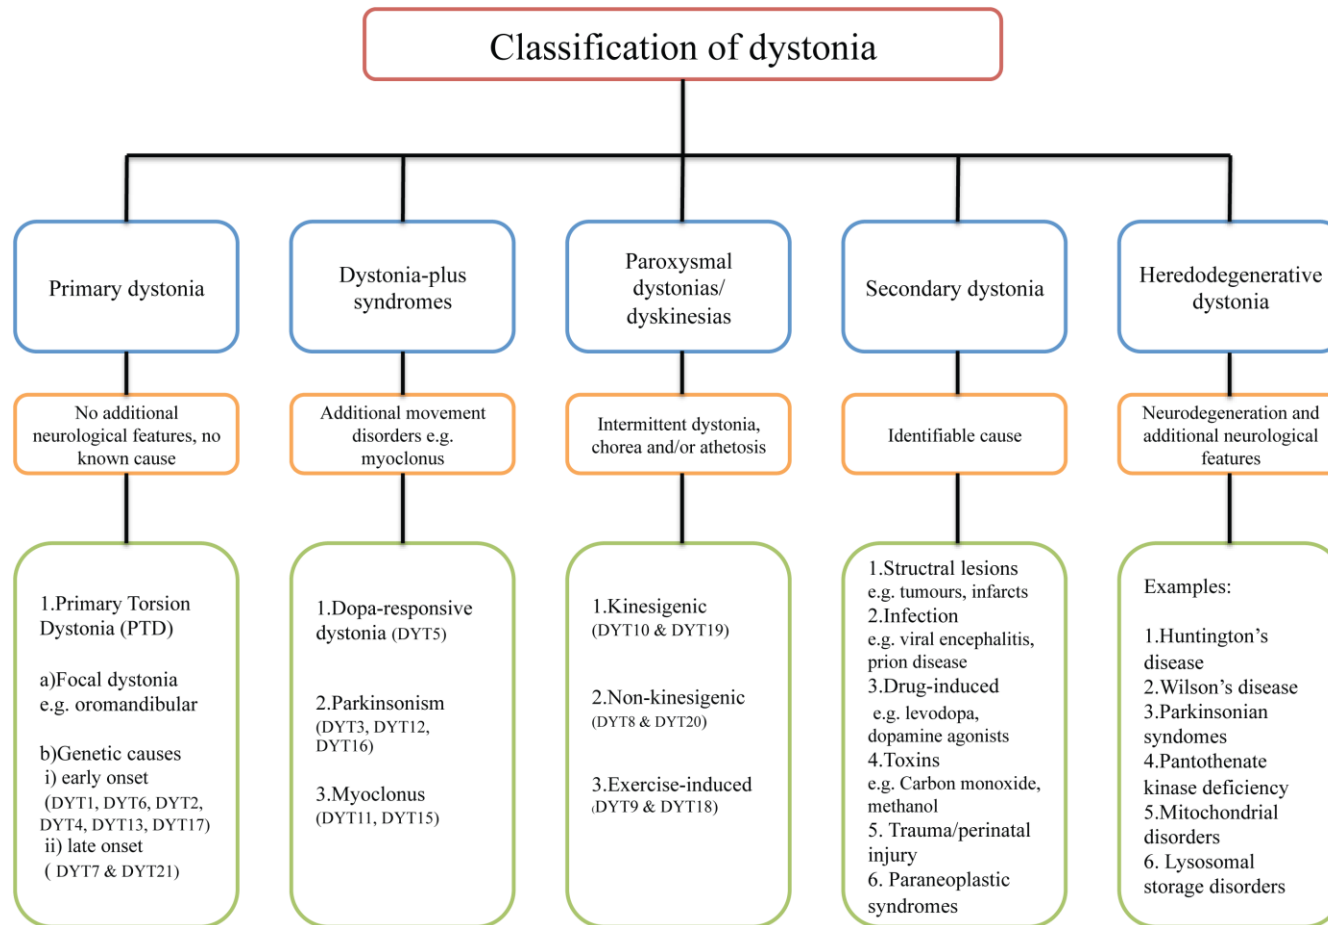 Classification of dystonia
Primary dystonia
Dystonia-plus
syndromes
Paroxysmal
dystonias/
dyskinesias
Secondary dystonia
Heredodegenerative
dystonia
No additional
neurological features, no
known cause
Additional movement
disorders e.g.
myoclonus
Intermittent dystonia,
chorea and/or athetosis
Identifiable cause
Neurodegeneration and
additional neurological
features
1.Primary Torsion
Dystonia (PTD)
a)Focal dystonia
e.g. oromandibular
b)Genetic causes
i) early onset
(DYT1, DYT6, DYT2,
DYT4, DYT13, DYT17)
ii) late onset
( DYT7 & DYT21)
1.Dopa-responsive
dystonia (DYT5)
2.Parkinsonism
(DYT3, DYT12,
DYT16)
3.Myoclonus
(DYT11, DYT15)
1.Kinesigenic
(DYT10 & DYT19)
2.Non-kinesigenic
(DYT8 & DYT20)
3.Exercise-induced
(DYT9 & DYT18)
1.Structral lesions
e.g. tumours, infarcts
2.Infection
e.g. viral encephalitis,
prion disease
3.Drug-induced
e.g. levodopa,
dopamine agonists
4.Toxins
e.g. Carbon monoxide,
methanol
5. Trauma/perinatal
injury
6. Paraneoplastic
syndromes
Examples:
1.Huntington's
disease
2.Wilson's disease
3.Parkinsonian
syndomes
4.Pantothenate
kinase deficiency
5.Mitochondrial
disorders
6. Lysosomal
storage disorders